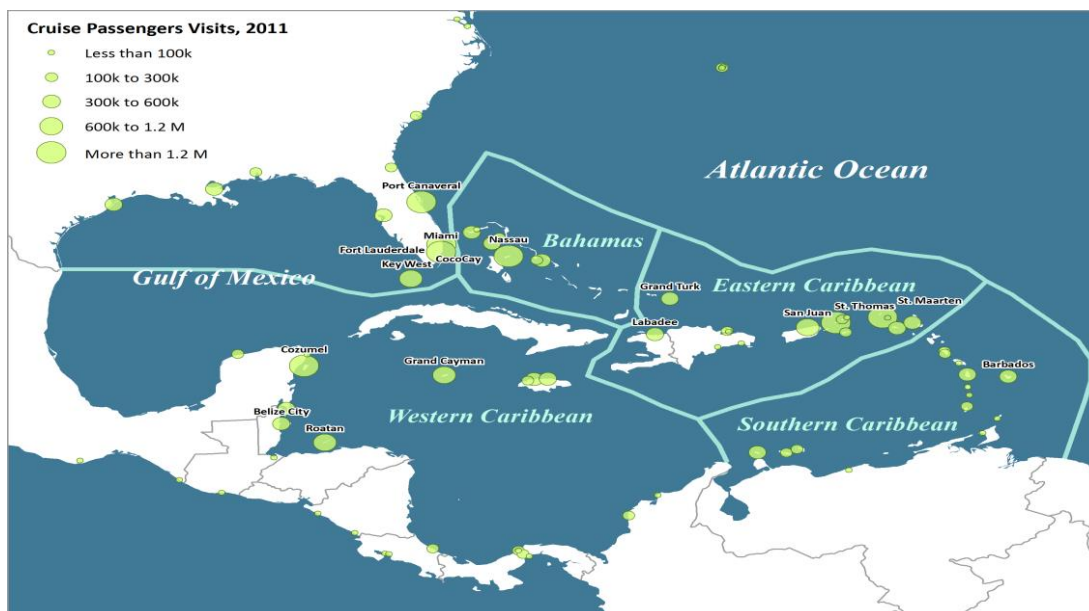 Cruise Passengers Visits, 2011
Less than 100k
100k to 300k
300k to 600k
600k to 1.2 M
More than 1.2 M
Atlantic Ocean
Port Canaveral
Miami
Nassau
Bahamas
Fort Lauderdale
CocoCay
Key West
Gulf of Mexico
Grand Turk
Eastern Caribbean
St. Maarten
St. Thomas
San Juan
Labadee
Cozumel
Grand Cayman
Barbados
Belize City
Western Caribbean
Roatan
Southern Caribbean